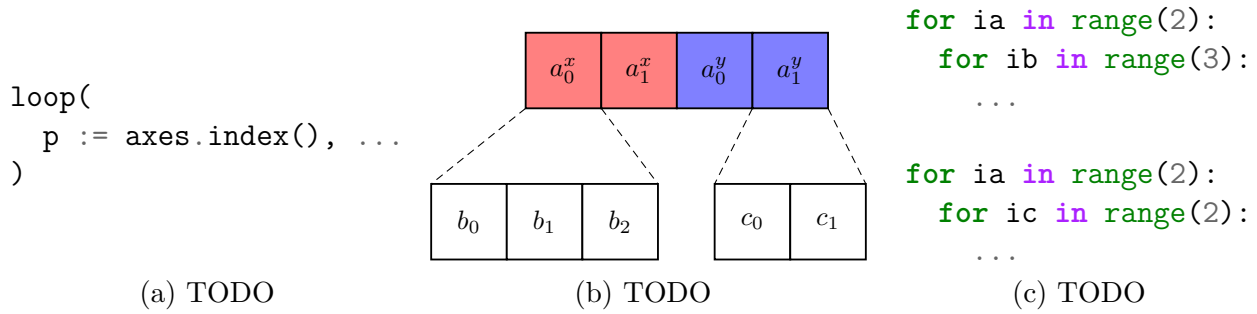 loop(
  p := axes.index(), ...
)
(a) TODO
a_0^x a_1^x a_0^y a_1^y
b_0 b_1 b_2 c_0 c_1
(b) TODO
for ia in range(2):
  for ib in range(3):
    ...
for ia in range(2):
  for ic in range(2):
    ...
(c) TODO